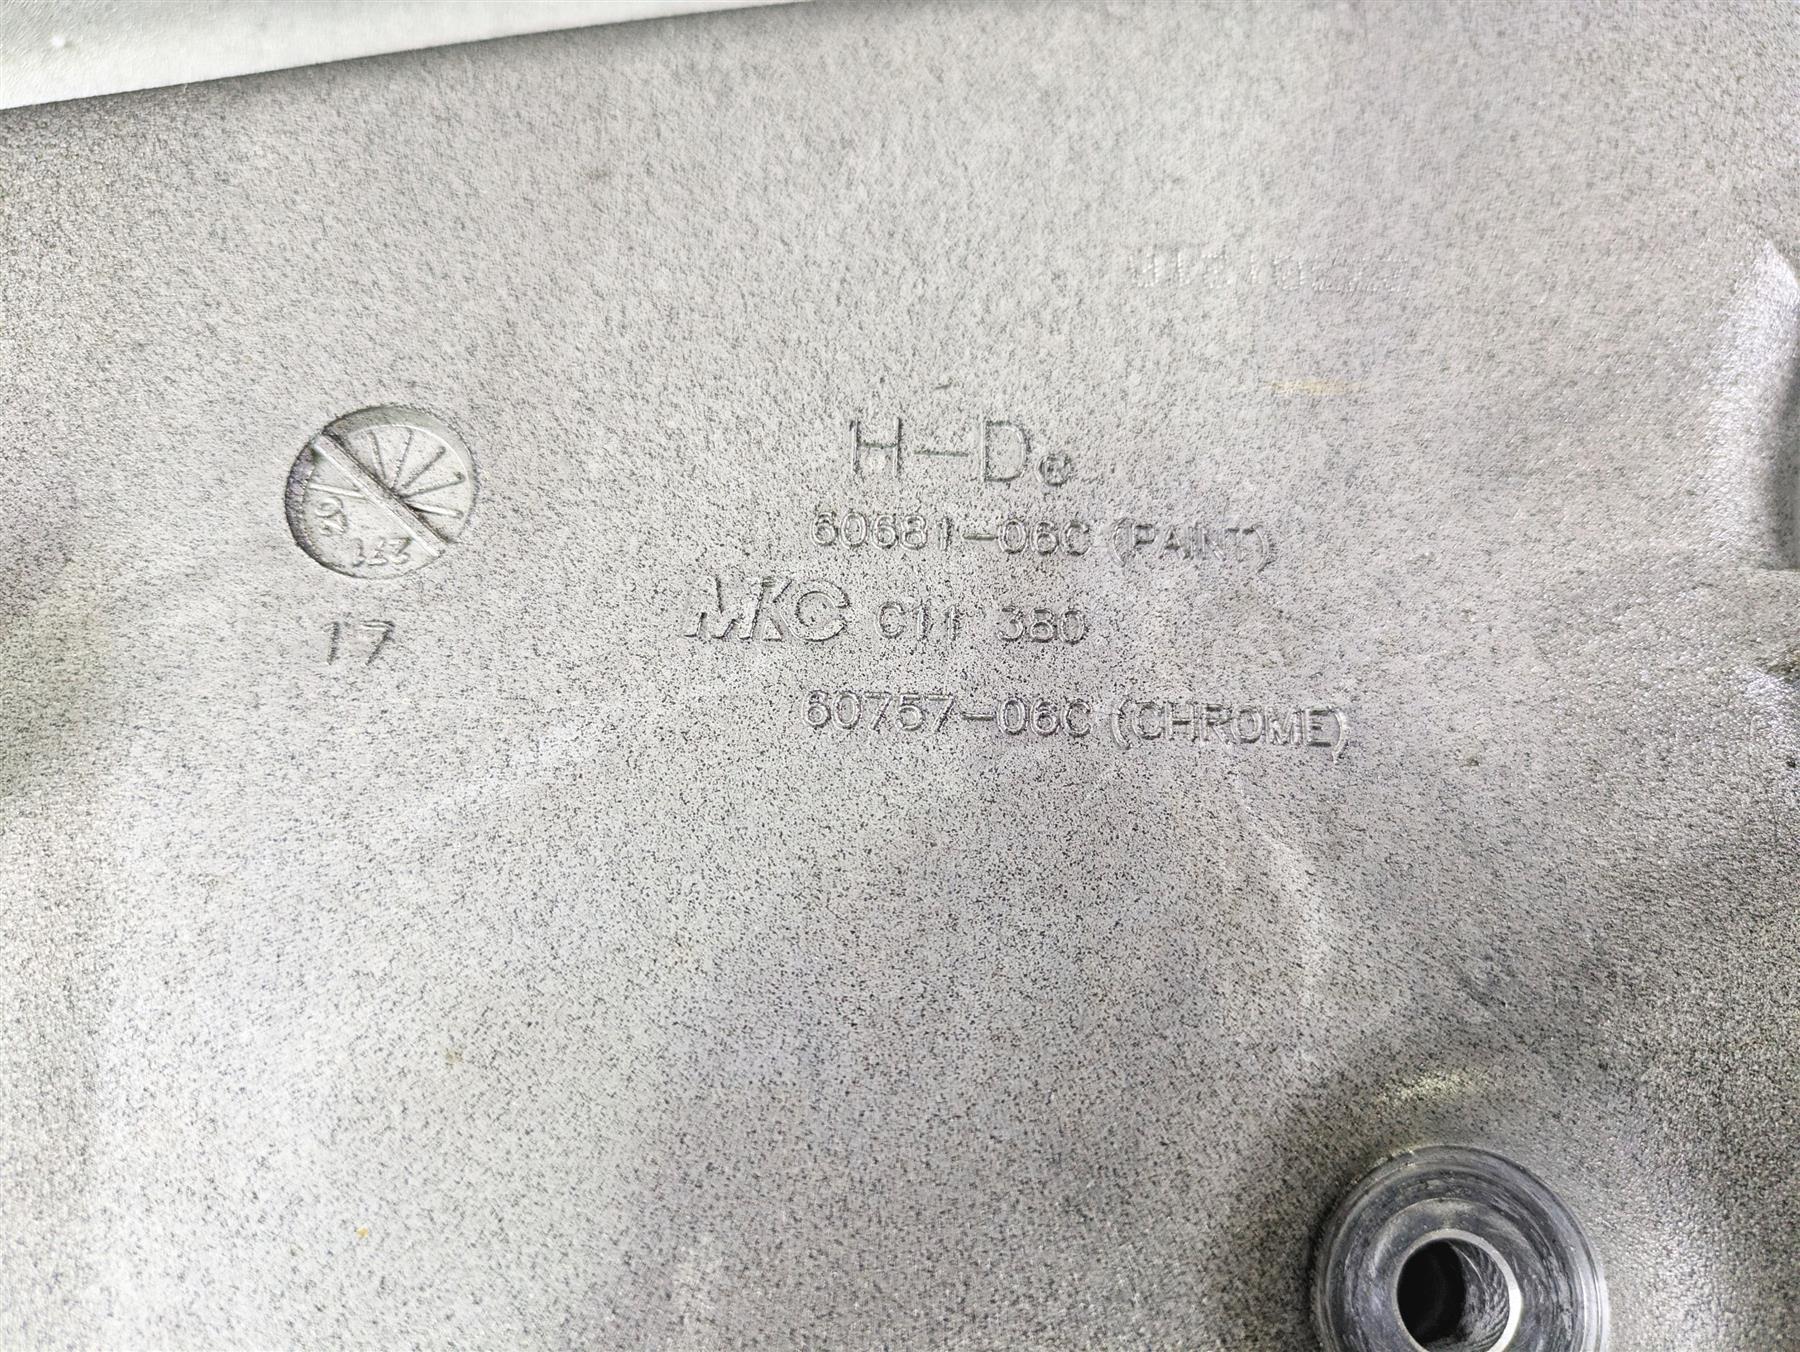 H-D®
60681-06C (PAINT)
MKC C11 380
60757-06C (CHROME)
17